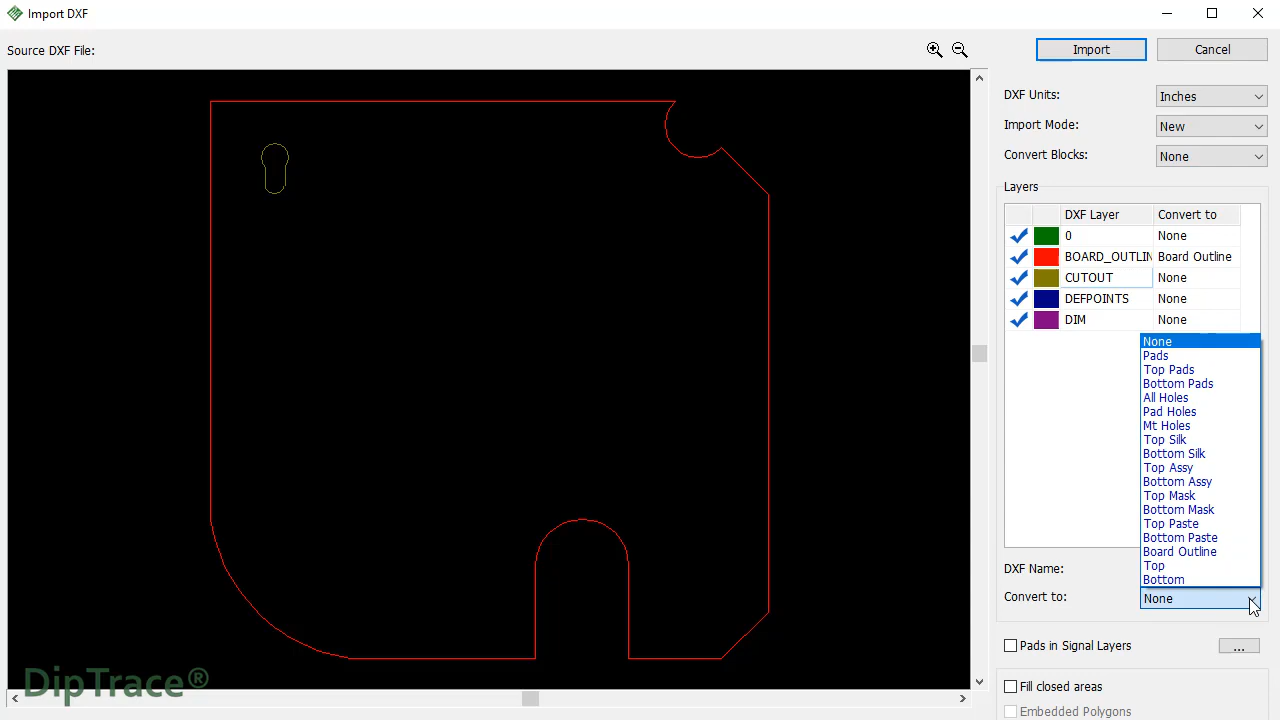 Import DXF
Source DXF File:
Import Cancel
DXF Units: Inches
Import Mode: New
Convert Blocks: None
Layers
DXF Layer Convert to
0 None
BOARD_OUTLIN Board Outline
CUTOUT None
DEFPOINTS None
DIM None
None
Pads
Top Pads
Bottom Pads
All Holes
Pad Holes
Mt Holes
Top Silk
Bottom Silk
Top Assy
Bottom Assy
Top Mask
Bottom Mask
Top Paste
Bottom Paste
Board Outline
Top
Bottom
DXF Name:
Convert to: None
Pads in Signal Layers ...
Fill closed areas
Embedded Polygons
DipTrace®